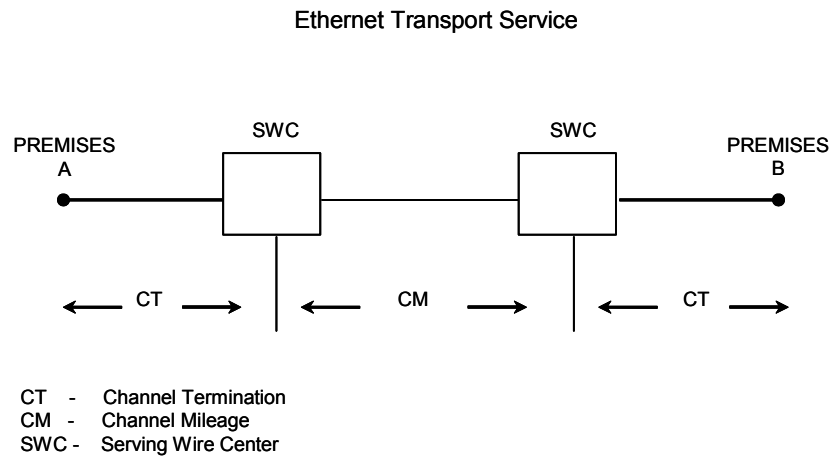 Ethernet Transport Service
SWC
SWC
PREMISES
A
PREMISES
B
CT
CM
CT
CT - Channel Termination
CM - Channel Mileage
SWC - Serving Wire Center